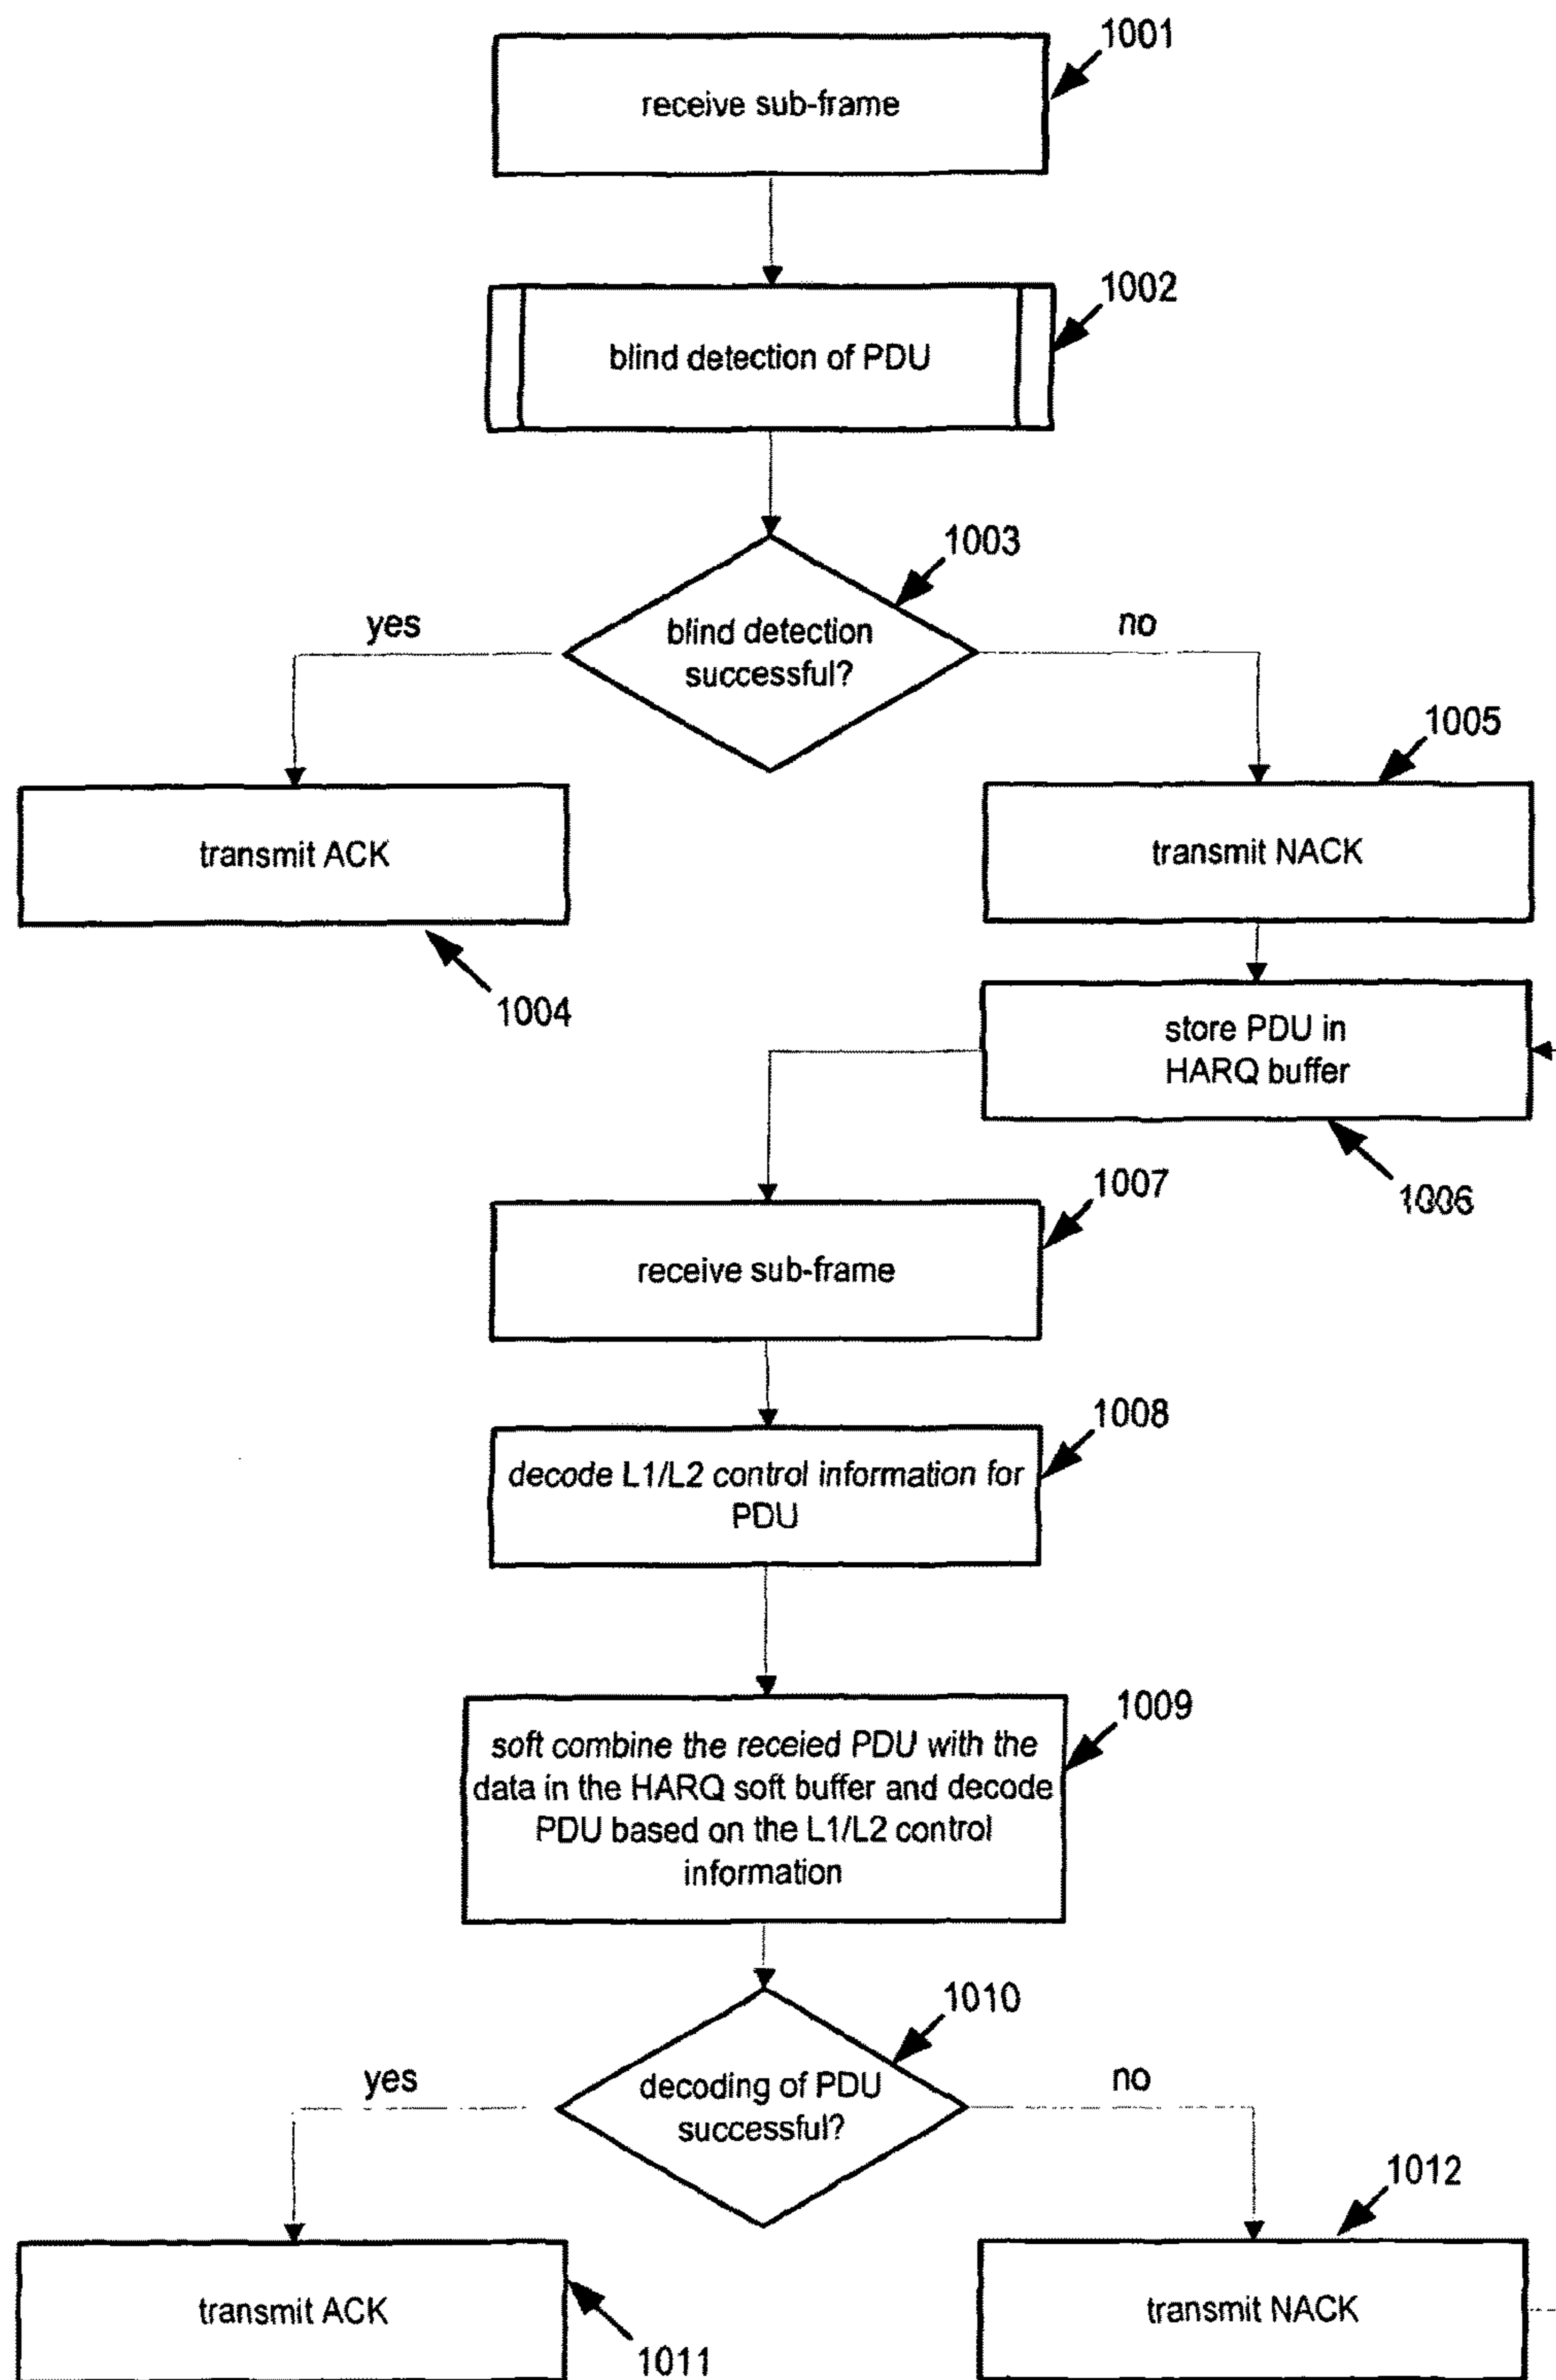 1001
receive sub-frame
1002
blind detection of PDU
1003
blind detection
successful?
yes
no
1005
transmit ACK
transmit NACK
1004
store PDU in
HARQ buffer
1006
1007
receive sub-frame
1008
decode L1/L2 control information for
PDU
1009
soft combine the receied PDU with the
data in the HARQ soft buffer and decode
PDU based on the L1/L2 control
information
1010
decoding of PDU
successful?
yes
no
1012
transmit ACK
transmit NACK
1011